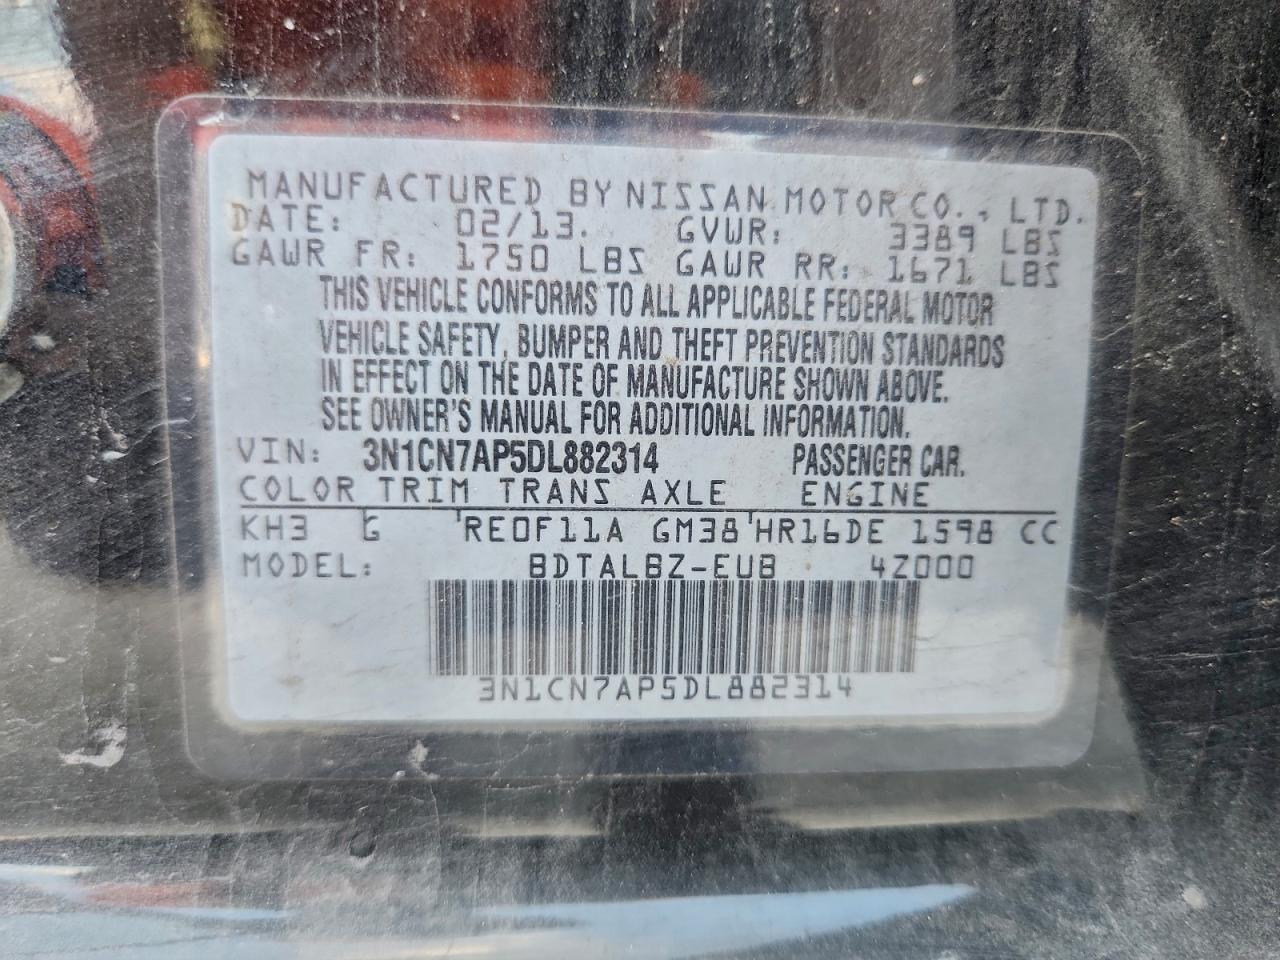 MANUFACTURED BY NISSAN MOTOR CO., LTD.
DATE: 02/13. GVWR: 3389 LBS
GAWR FR: 1750 LBS GAWR RR: 1671 LBS
THIS VEHICLE CONFORMS TO ALL APPLICABLE FEDERAL MOTOR
VEHICLE SAFETY, BUMPER AND THEFT PREVENTION STANDARDS
IN EFFECT ON THE DATE OF MANUFACTURE SHOWN ABOVE.
SEE OWNER'S MANUAL FOR ADDITIONAL INFORMATION.
VIN: 3N1CN7AP5DL882314 PASSENGER CAR.
COLOR TRIM TRANS AXLE ENGINE
KH3 G RE0F11A GM38 HR16DE 1598 CC
MODEL: BDTALBZ-EUB 4Z000
3N1CN7AP5DL882314